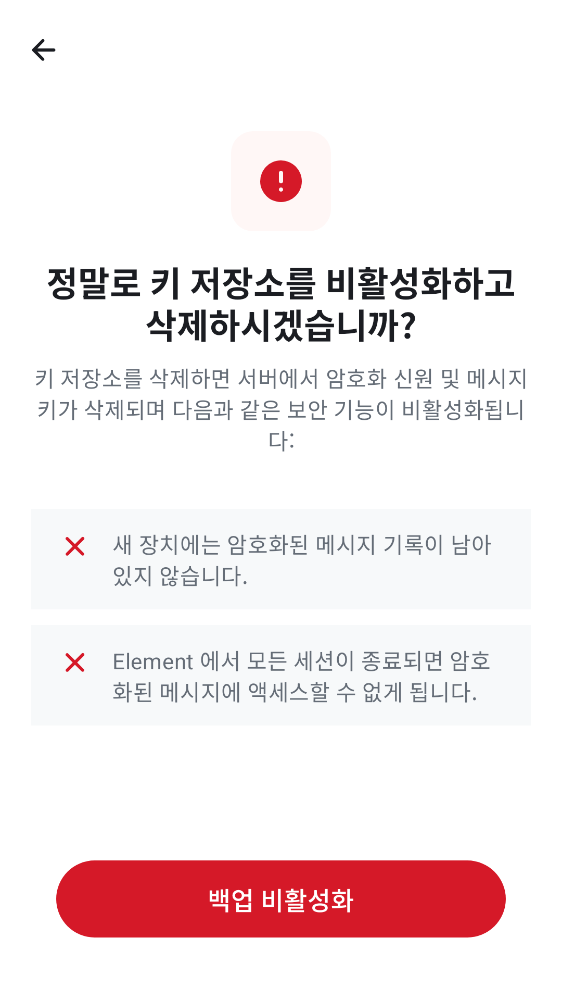 정말로 키 저장소를 비활성화하고
삭제하시겠습니까?
키 저장소를 삭제하면 서버에서 암호화 신원 및 메시지
키가 삭제되며 다음과 같은 보안 기능이 비활성화됩니
다:
새 장치에는 암호화된 메시지 기록이 남아
있지 않습니다.
Element 에서 모든 세션이 종료되면 암호
화된 메시지에 액세스할 수 없게 됩니다.
백업 비활성화